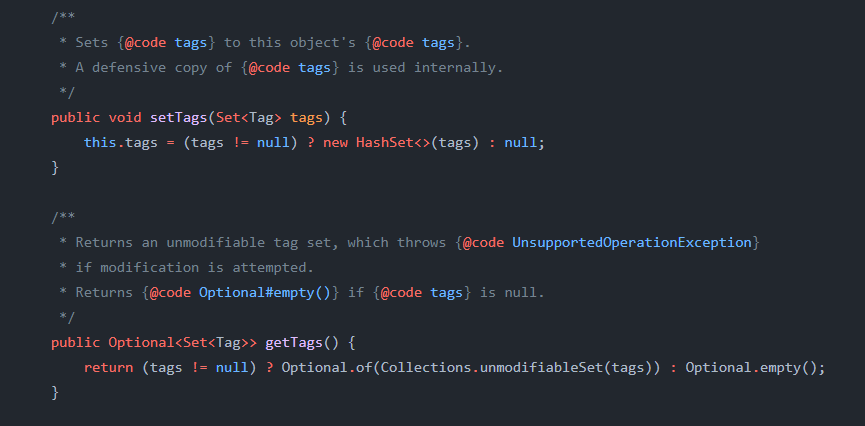 /**
 * Sets {@code tags} to this object's {@code tags}.
 * A defensive copy of {@code tags} is used internally.
 */
public void setTags(Set<Tag> tags) {
    this.tags = (tags != null) ? new HashSet<>(tags) : null;
}

/**
 * Returns an unmodifiable tag set, which throws {@code UnsupportedOperationException}
 * if modification is attempted.
 * Returns {@code Optional#empty()} if {@code tags} is null.
 */
public Optional<Set<Tag>> getTags() {
    return (tags != null) ? Optional.of(Collections.unmodifiableSet(tags)) : Optional.empty();
}